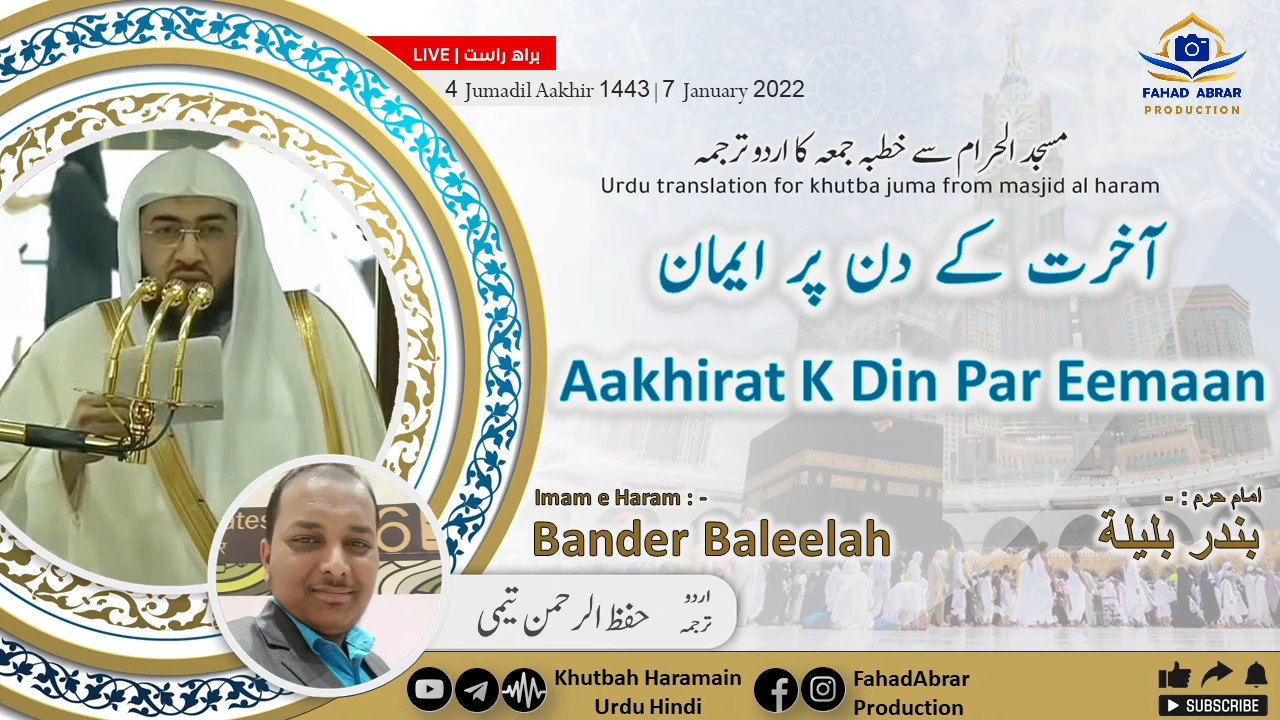 LIVE | براہ راست
4 Jumadil Aakhir 1443 | 7 January 2022
FAHAD ABRAR
PRODUCTION
مسجد الحرام سے خطبہ جمعہ کا اردو ترجمہ
Urdu translation for khutba juma from masjid al haram
آخرت کے دن پر ایمان
Aakhirat K Din Par Eemaan
Imam e Haram : -
امام حرم : -
Bander Baleelah
بندر بليلة
اردو
ترجمہ
حفظ الرحمن تیمی
Khutbah Haramain
Urdu Hindi
FahadAbrar
Production
SUBSCRIBE